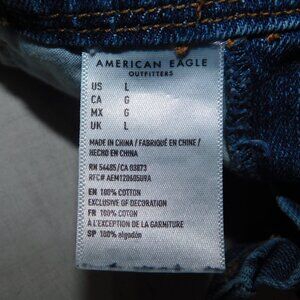 AMERICAN EAGLE
OUTFITTERS
US L
CA G
MX G
UK L
MADE IN CHINA / FABRIQUÉ EN CHINE /
HECHO EN CHINA
RN 54485/CA 03873
RFC# AEM1206050U9A
EN 100% COTTON
EXCLUSIVE OF DECORATION
FR 100% COTON
À L'EXCEPTION DE LA GARNITURE
SP 100% algodón